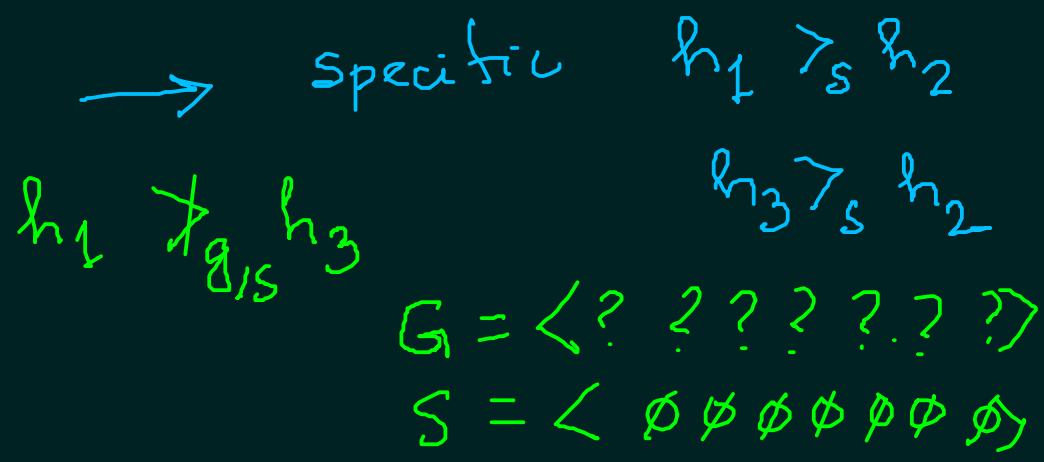 → specific h₁ >ₛ h₂
h₃ >ₛ h₂
h₁ ≯g/s h₃
G = <? ? ? ? ? ? ?>
S = < φ φ φ φ φ φ φ>